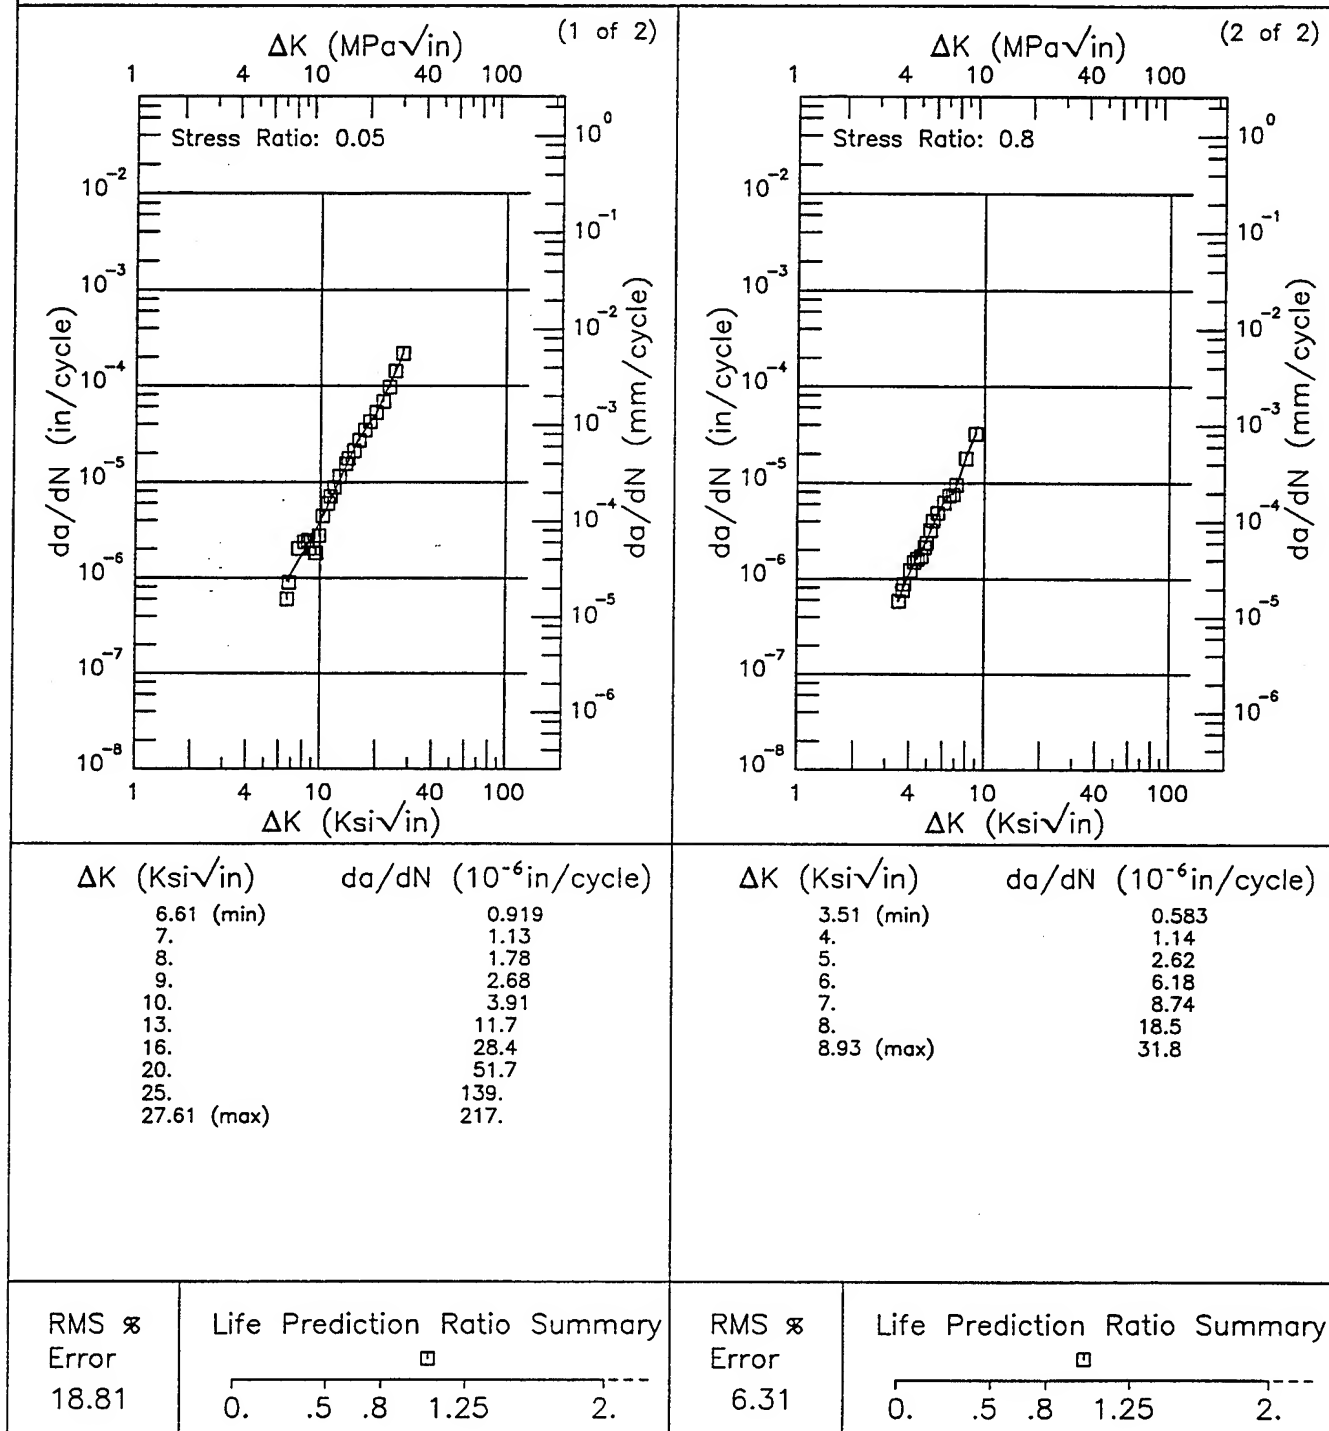 (1 of 2)
ΔK (MPa√in)
1 4 10 40 100
Stress Ratio: 0.05
10⁻² 10⁻³ 10⁻⁴ 10⁻⁵ 10⁻⁶ 10⁻⁷ 10⁻⁸
da/dN (in/cycle)
10⁰ 10⁻¹ 10⁻² 10⁻³ 10⁻⁴ 10⁻⁵ 10⁻⁶
da/dN (mm/cycle)
1 4 10 40 100
ΔK (Ksi√in)
ΔK (Ksi√in) da/dN (10⁻⁶in/cycle)
6.61 (min) 0.919
7. 1.13
8. 1.78
9. 2.68
10. 3.91
13. 11.7
16. 28.4
20. 51.7
25. 139.
27.61 (max) 217.
RMS %
Error
18.81
Life Prediction Ratio Summary
0. .5 .8 1.25 2.
(2 of 2)
ΔK (MPa√in)
1 4 10 40 100
Stress Ratio: 0.8
10⁻² 10⁻³ 10⁻⁴ 10⁻⁵ 10⁻⁶ 10⁻⁷ 10⁻⁸
da/dN (in/cycle)
10⁰ 10⁻¹ 10⁻² 10⁻³ 10⁻⁴ 10⁻⁵ 10⁻⁶
da/dN (mm/cycle)
1 4 10 40 100
ΔK (Ksi√in)
ΔK (Ksi√in) da/dN (10⁻⁶in/cycle)
3.51 (min) 0.583
4. 1.14
5. 2.62
6. 6.18
7. 8.74
8. 18.5
8.93 (max) 31.8
RMS %
Error
6.31
Life Prediction Ratio Summary
0. .5 .8 1.25 2.